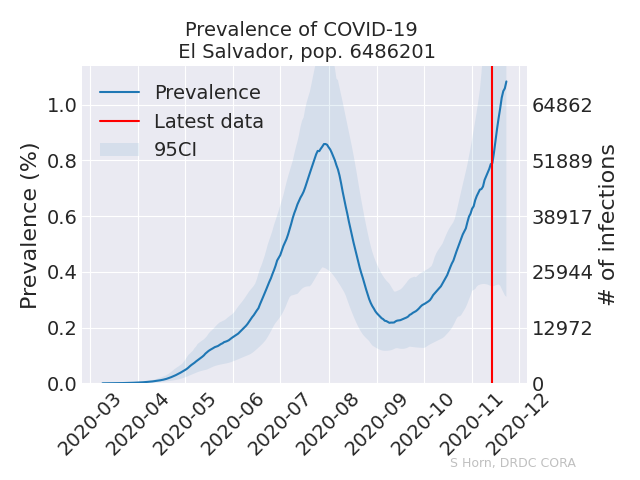 Prevalence of COVID-19
El Salvador, pop. 6486201
Prevalence
Latest data
95CI
Prevalence (%)
1.0
0.8
0.6
0.4
0.2
0.0
64862
51889
38917
25944
12972
0
# of infections
2020-03
2020-04
2020-05
2020-06
2020-07
2020-08
2020-09
2020-10
2020-11
2020-12
S Horn, DRDC CORA